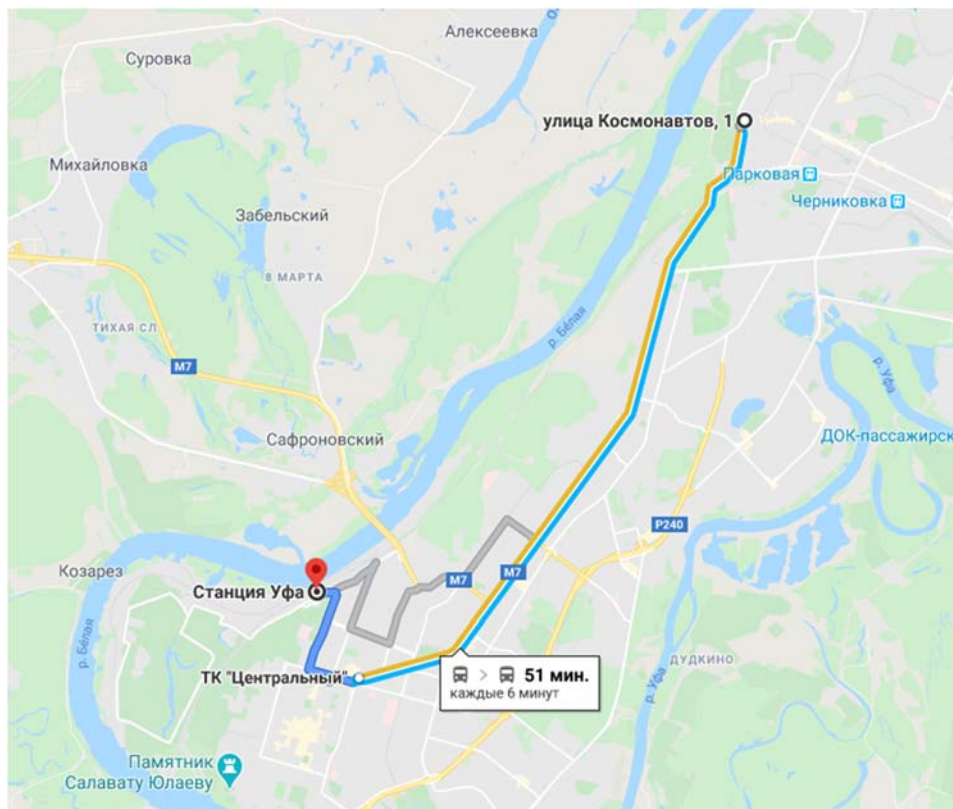 Алексеевка
Суровка
улица Космонавтов, 1
Михайловка
Парковая
Черниковка
Забельский
8 МАРТА
р. Белая
ТИХАЯ СЛ
М7
р. Уфа
Сафроновский
ДОК-пассажирск
Р240
Козарез
М7
М7
Станция Уфа
р. Белая
ТК "Центральный"
51 мин.
каждые 6 минут
ДУДКИНО
р. Уфа
Памятник
Салавату Юлаеву